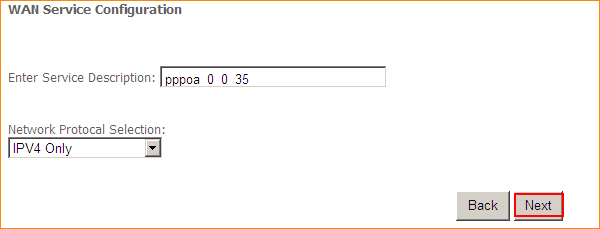 WAN Service Configuration
Enter Service Description: pppoa_0_0_35
Network Protocal Selection:
IPV4 Only
Back Next